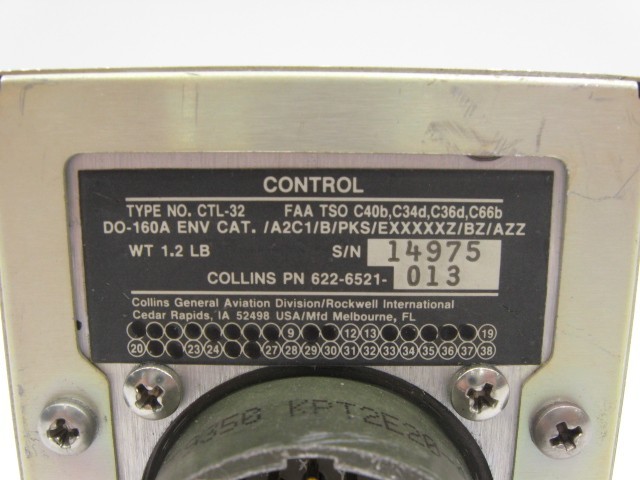 CONTROL
TYPE NO. CTL-32 FAA TSO C40b,C34d,C36d,C66b
DO-160A ENV CAT. /A2C1/B/PKS/EXXXXXZ/BZ/AZZ
WT 1.2 LB S/N 14975
COLLINS PN 622-6521- 013
Collins General Aviation Division/Rockwell International
Cedar Rapids, IA 52498 USA/Mfd Melbourne, FL
9 12 13 19
20 23 24 27 28 29 30 31 32 33 34 35 36 37 38
KPT2E28